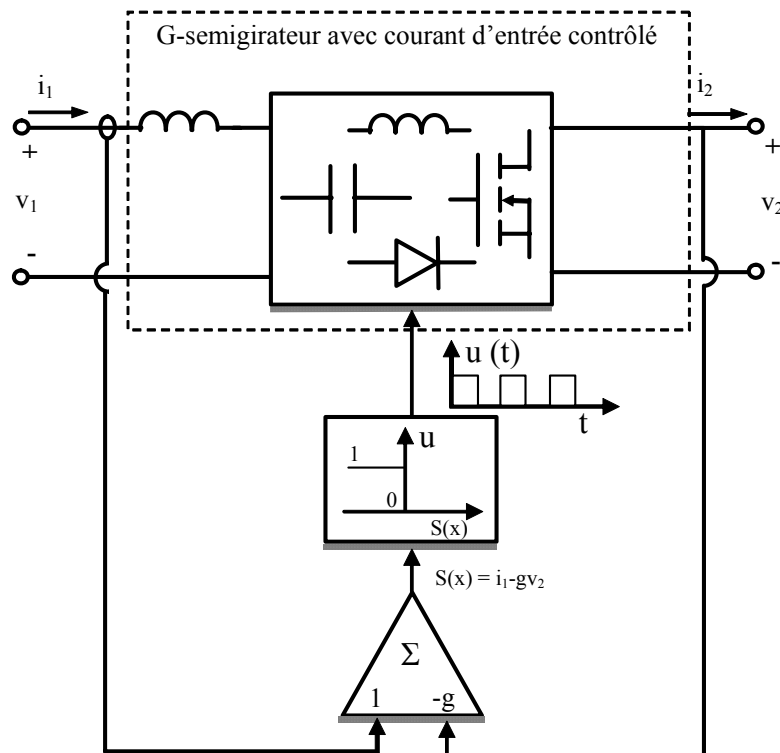 G-semigirateur avec courant d'entrée contrôlé
i₁
i₂
+
+
v₁
v₂
-
-
u (t)
t
u
1
0
S(x)
S(x) = i₁-gv₂
Σ
1
-g